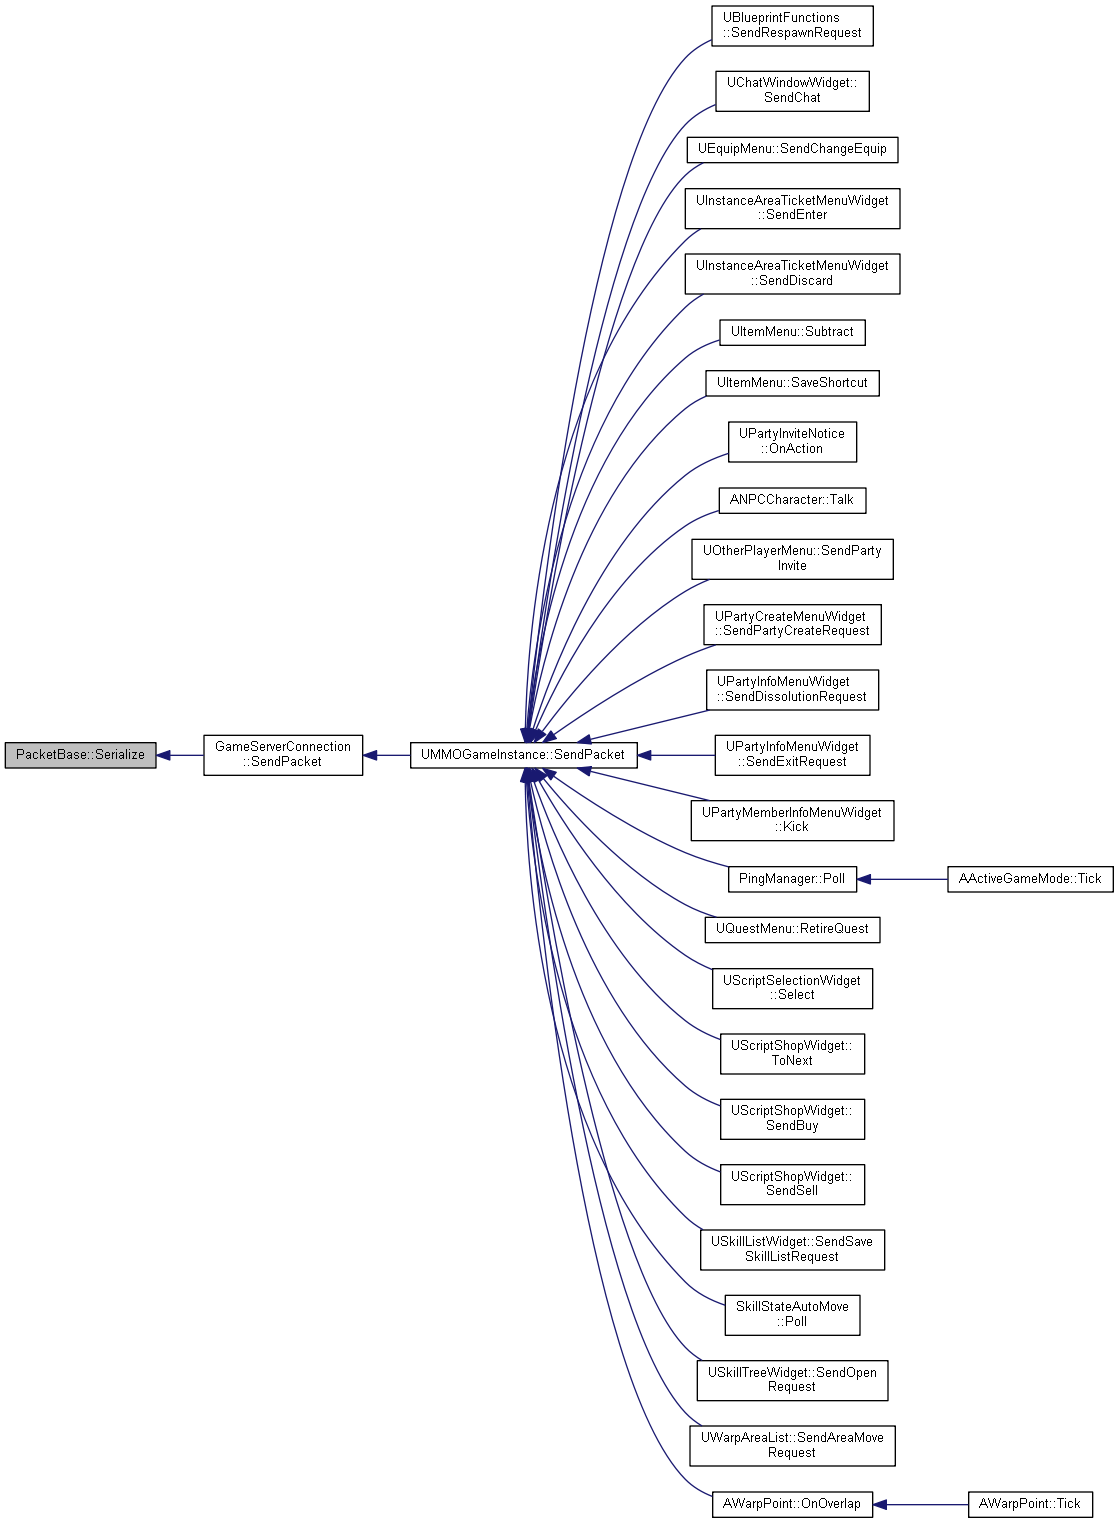 UBlueprintFunctions
::SendRespawnRequest
UChatWindowWidget::
SendChat
UEquipMenu::SendChangeEquip
UInstanceAreaTicketMenuWidget
::SendEnter
UInstanceAreaTicketMenuWidget
::SendDiscard
UItemMenu::Subtract
UItemMenu::SaveShortcut
UPartyInviteNotice
::OnAction
ANPCCharacter::Talk
UOtherPlayerMenu::SendParty
Invite
UPartyCreateMenuWidget
::SendPartyCreateRequest
UPartyInfoMenuWidget
::SendDissolutionRequest
PacketBase::Serialize
GameServerConnection
::SendPacket
UMMOGameInstance::SendPacket
UPartyInfoMenuWidget
::SendExitRequest
UPartyMemberInfoMenuWidget
::Kick
PingManager::Poll
AActiveGameMode::Tick
UQuestMenu::RetireQuest
UScriptSelectionWidget
::Select
UScriptShopWidget::
ToNext
UScriptShopWidget::
SendBuy
UScriptShopWidget::
SendSell
USkillListWidget::SendSave
SkillListRequest
SkillStateAutoMove
::Poll
USkillTreeWidget::SendOpen
Request
UWarpAreaList::SendAreaMove
Request
AWarpPoint::OnOverlap
AWarpPoint::Tick